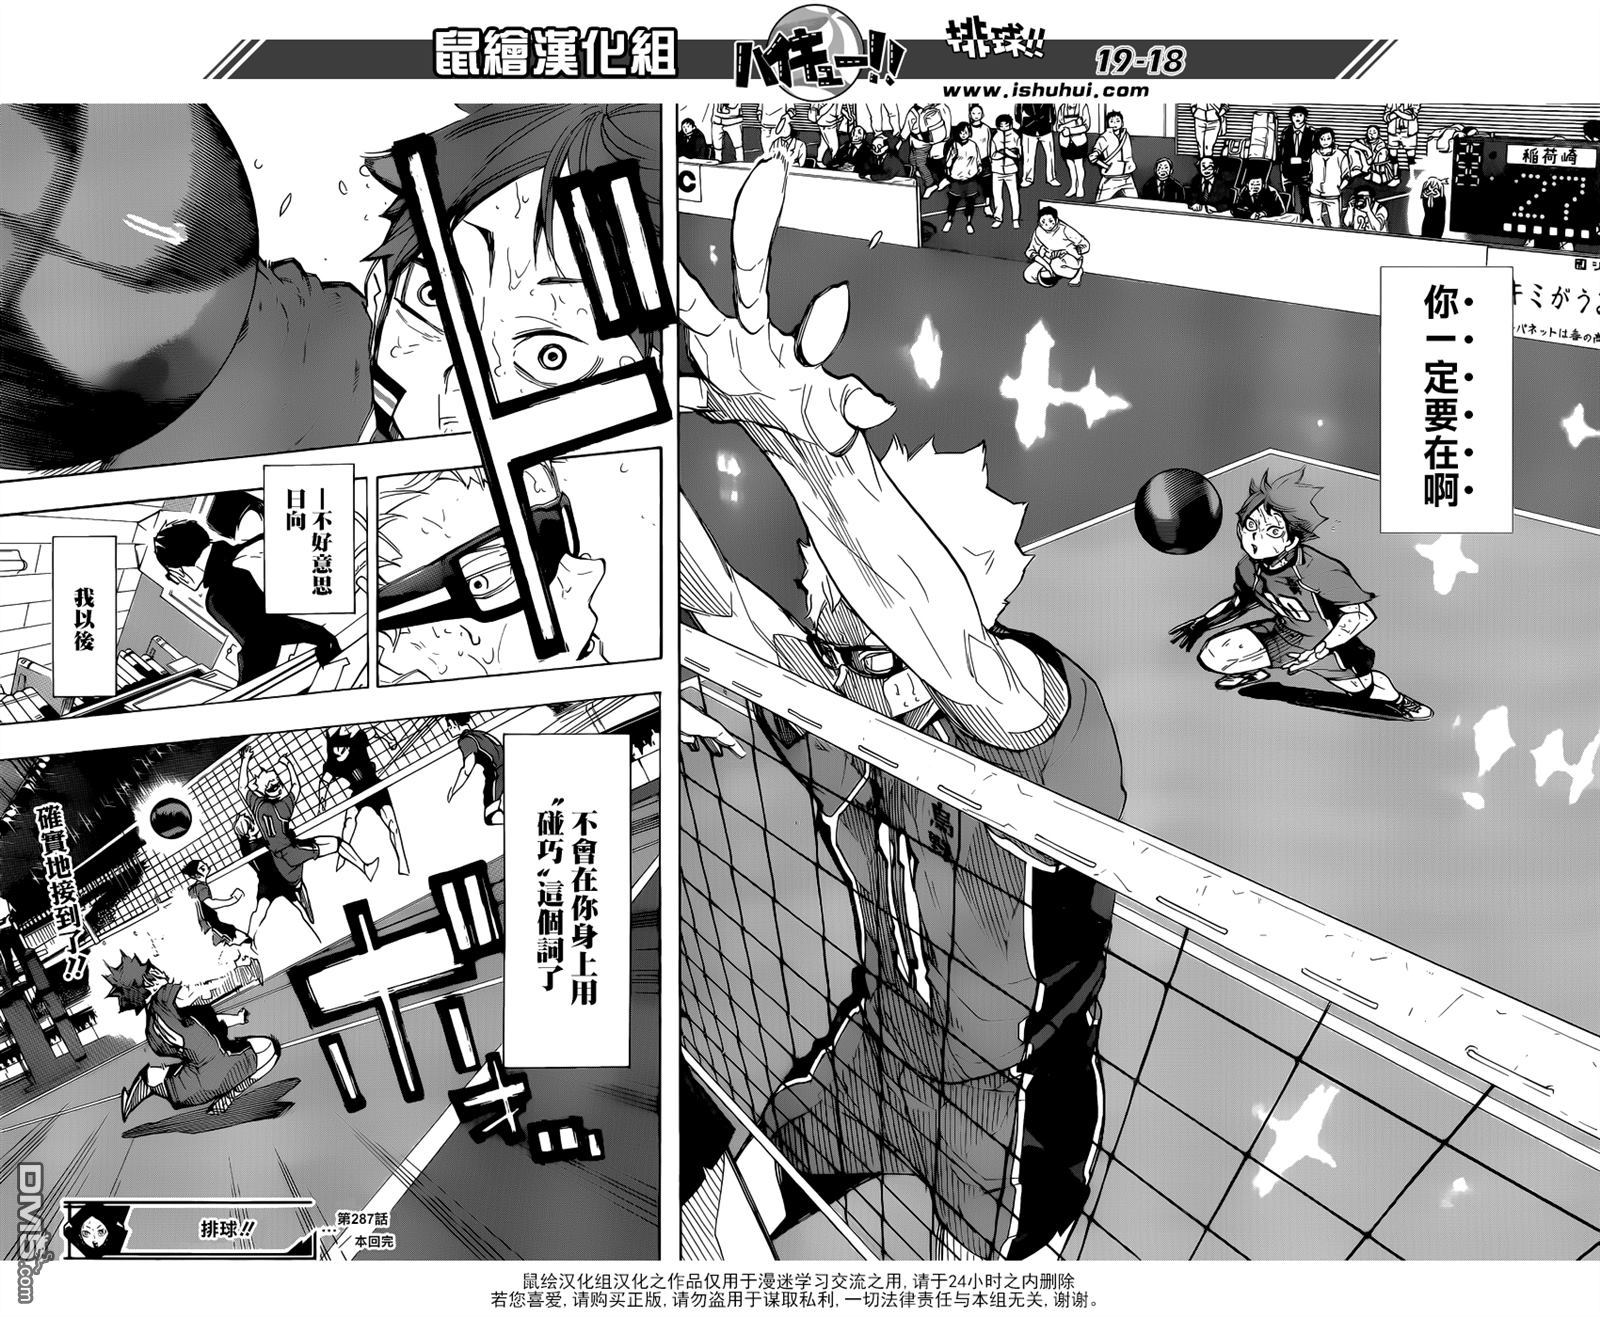 鼠繪漢化組
ハイキュー!!
排球!!
19-18
www.ishuhui.com
稲荷崎
27
C
キミがう
パネットは香の
你一定要在啊
烏野
—不好意思
日向
我以後
不會在你身上用
〝碰巧〞這個詞了
確實地接到了!!
排球!!
第287話
本回完
DM5.com
鼠绘汉化组汉化之作品仅用于漫迷学习交流之用,请于24小时之内删除
若您喜爱,请购买正版,请勿盗用于谋取私利,一切法律责任与本组无关,谢谢。